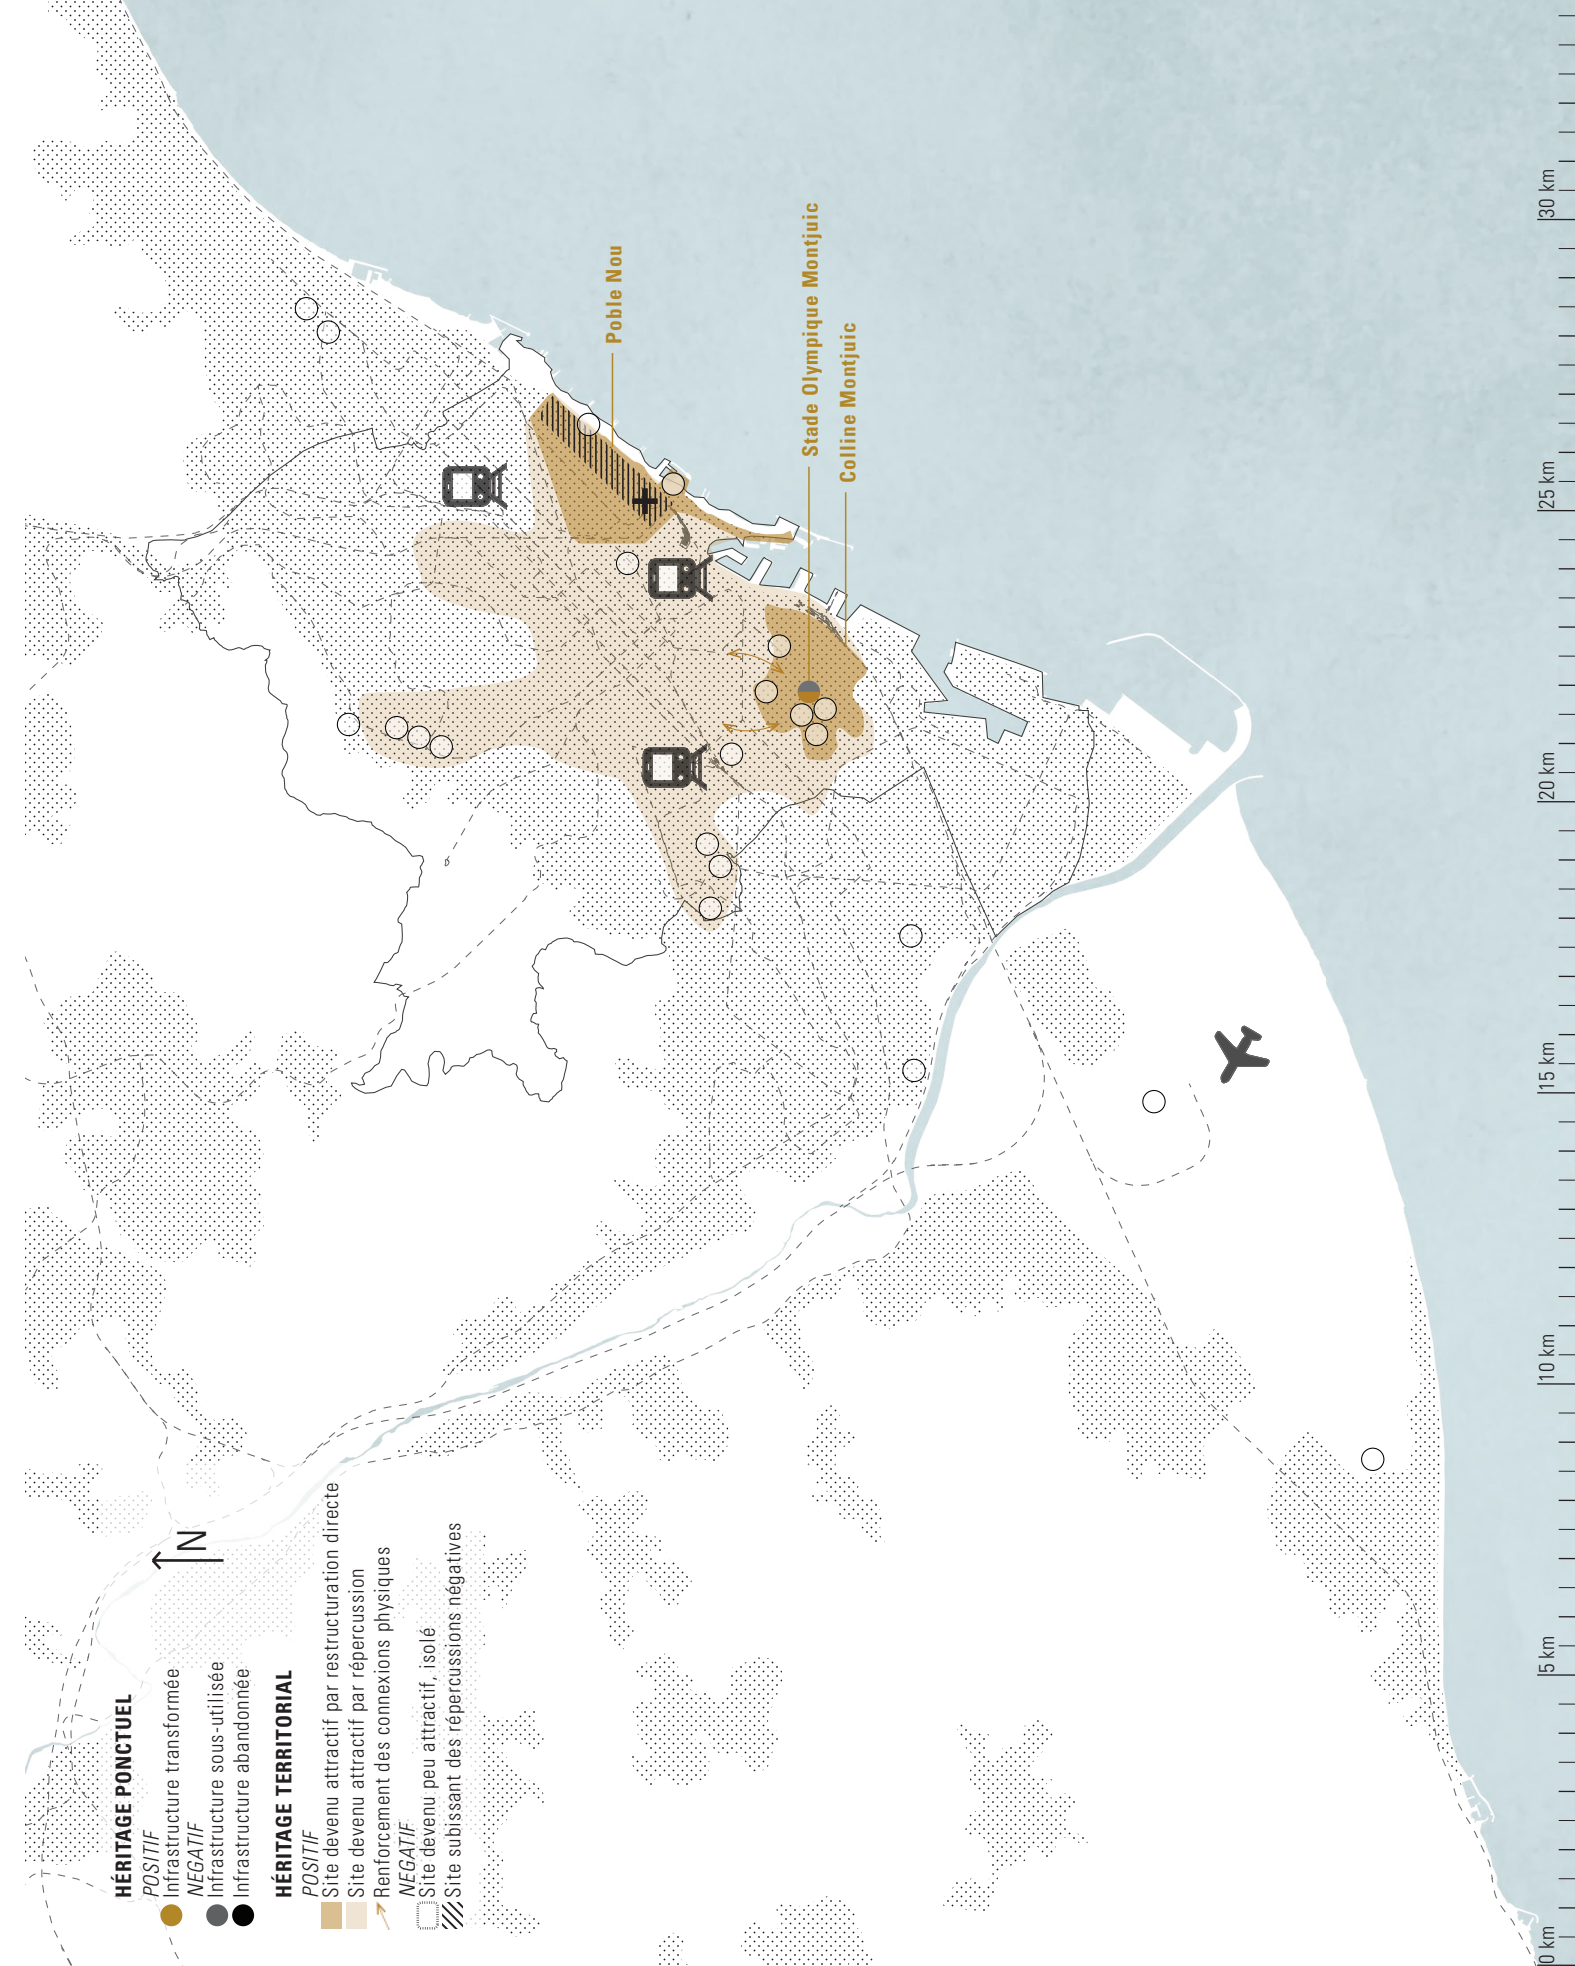 HÉRITAGE PONCTUEL
POSITIF
Infrastructure transformée
NEGATIF
Infrastructure sous-utilisée
Infrastructure abandonnée
HÉRITAGE TERRITORIAL
POSITIF
Site devenu attractif par restructuration directe
Site devenu attractif par répercussion
Renforcement des connexions physiques
NEGATIF
Site devenu peu attractif, isolé
Site subissant des répercussions négatives
N
Poble Nou
Stade Olympique Montjuic
Colline Montjuic
0 km
5 km
10 km
15 km
20 km
25 km
30 km